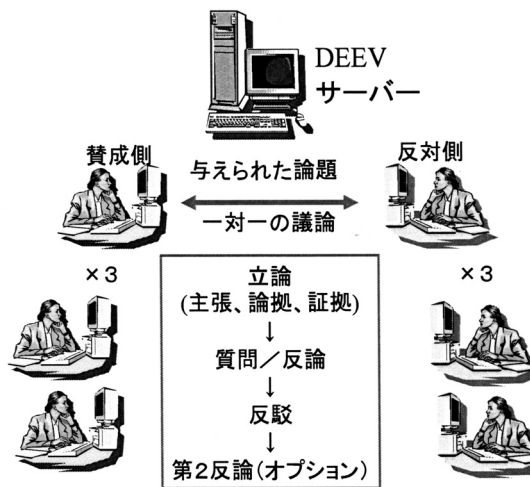 DEEV
サーバー
賛成側
反対側
与えられた論題
一対一の議論
×3
×3
立論
(主張、論拠、証拠)
↓
質問／反論
↓
反駁
↓
第2反論(オプション)